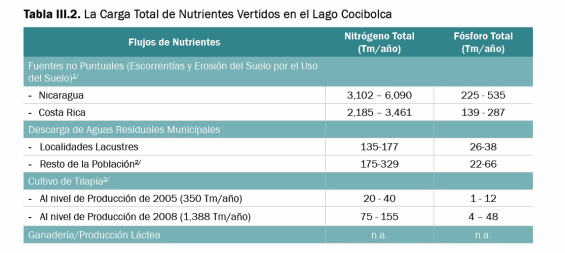 Tabla III.2. La Carga Total de Nutrientes Vertidos en el Lago Cocibolca
Flujos de Nutrientes Nitrógeno Total (Tm/año) Fósforo Total (Tm/año)
Fuentes no Puntuales (Escorrentías y Erosión del Suelo por el Uso
del Suelo)1/
- Nicaragua 3,102 – 6,090 225 - 535
- Costa Rica 2,185 – 3,461 139 - 287
Descarga de Aguas Residuales Municipales
- Localidades Lacustres 135-177 26-38
- Resto de la Población2/ 175-329 22-66
Cultivo de Tilapia3/
- Al nivel de Producción de 2005 (350 Tm/año) 20 - 40 1 - 12
- Al nivel de Producción de 2008 (1,388 Tm/año) 75 - 155 4 – 48
Ganadería/Producción Láctea n.a. n.a.